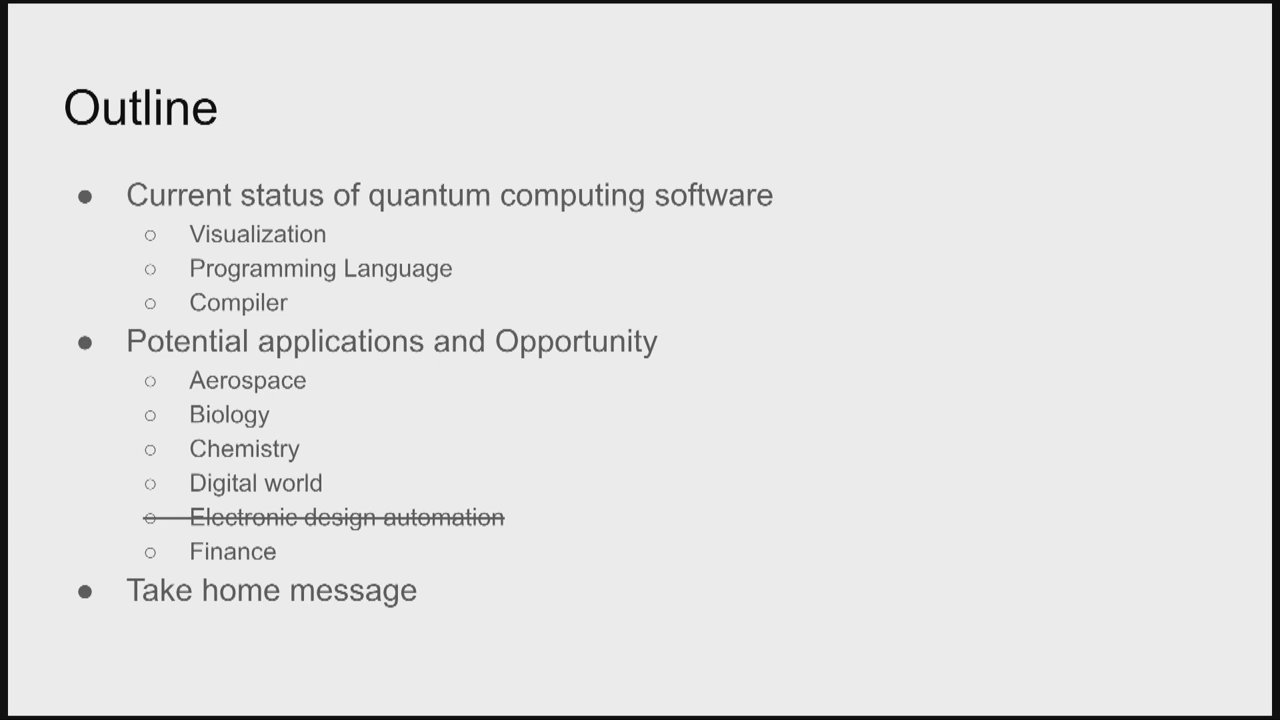 Outline
● Current status of quantum computing software
○ Visualization
○ Programming Language
○ Compiler
● Potential applications and Opportunity
○ Aerospace
○ Biology
○ Chemistry
○ Digital world
○ Electronic design automation
○ Finance
● Take home message